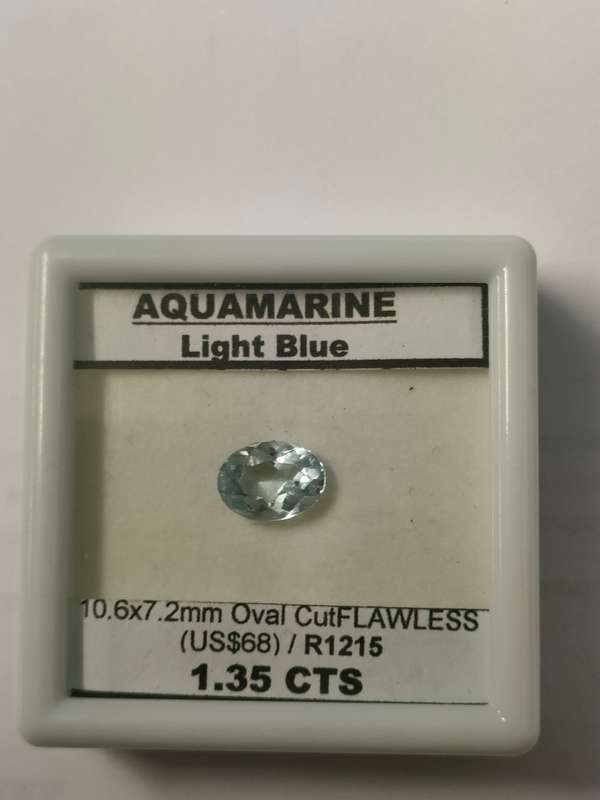 AQUAMARINE
Light Blue
10.6x7.2mm Oval CutFLAWLESS
(US$68) / R1215
1.35 CTS